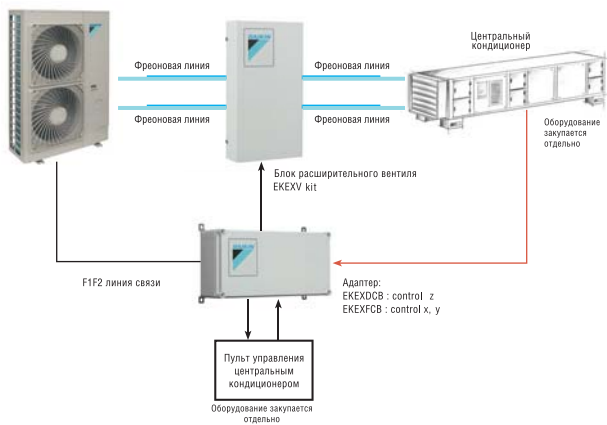 Центральный
кондиционер
Фреоновая линия
Фреоновая линия
Фреоновая линия
Фреоновая линия
Оборудование
закупается
отдельно
Блок расширительного вентиля
EKEXV kit
F1F2 линия связи
Адаптер:
EKEXDCB : control z
EKEXFCB : control x, y
Пульт управления
центральным
кондиционером
Оборудование закупается
отдельно